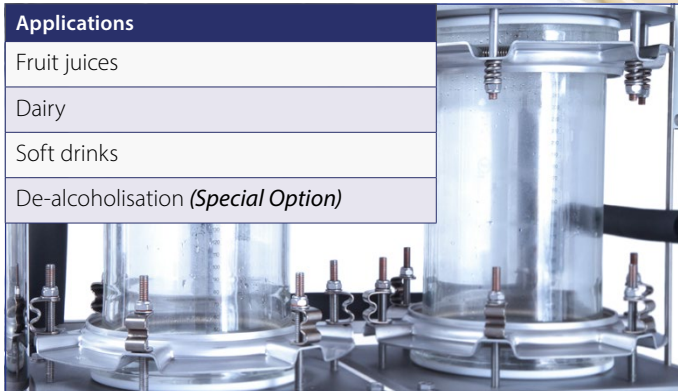 Applications
Fruit juices
Dairy
Soft drinks
De-alcoholisation (Special Option)